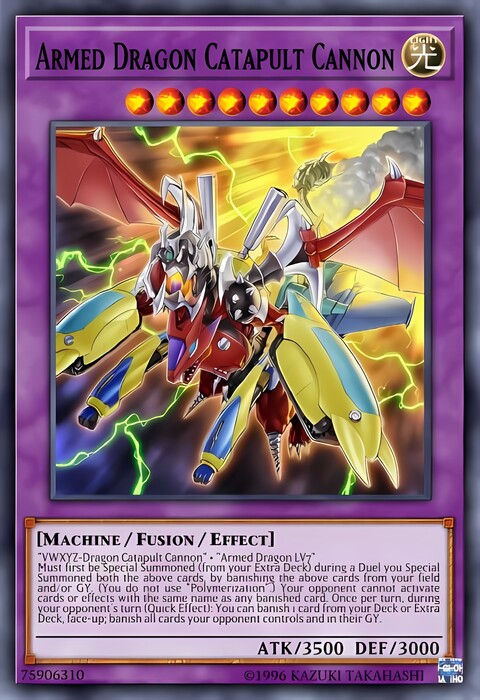 ARMED DRAGON CATAPULT CANNON
LIGHT
光
[MACHINE / FUSION / EFFECT]
"VWXYZ-Dragon Catapult Cannon" + "Armed Dragon LV7"
Must first be Special Summoned (from your Extra Deck) during a Duel you Special
Summoned both the above cards, by banishing the above cards from your field
and/or GY. (You do not use "Polymerization".) Your opponent cannot activate
cards or effects with the same name as any banished card. Once per turn, during
your opponent's turn (Quick Effect): You can banish 1 card from your Deck or Extra
Deck, face-up; banish all cards your opponent controls and in their GY.
ATK/3500 DEF/3000
75906310
©1996 KAZUKI TAKAHASHI